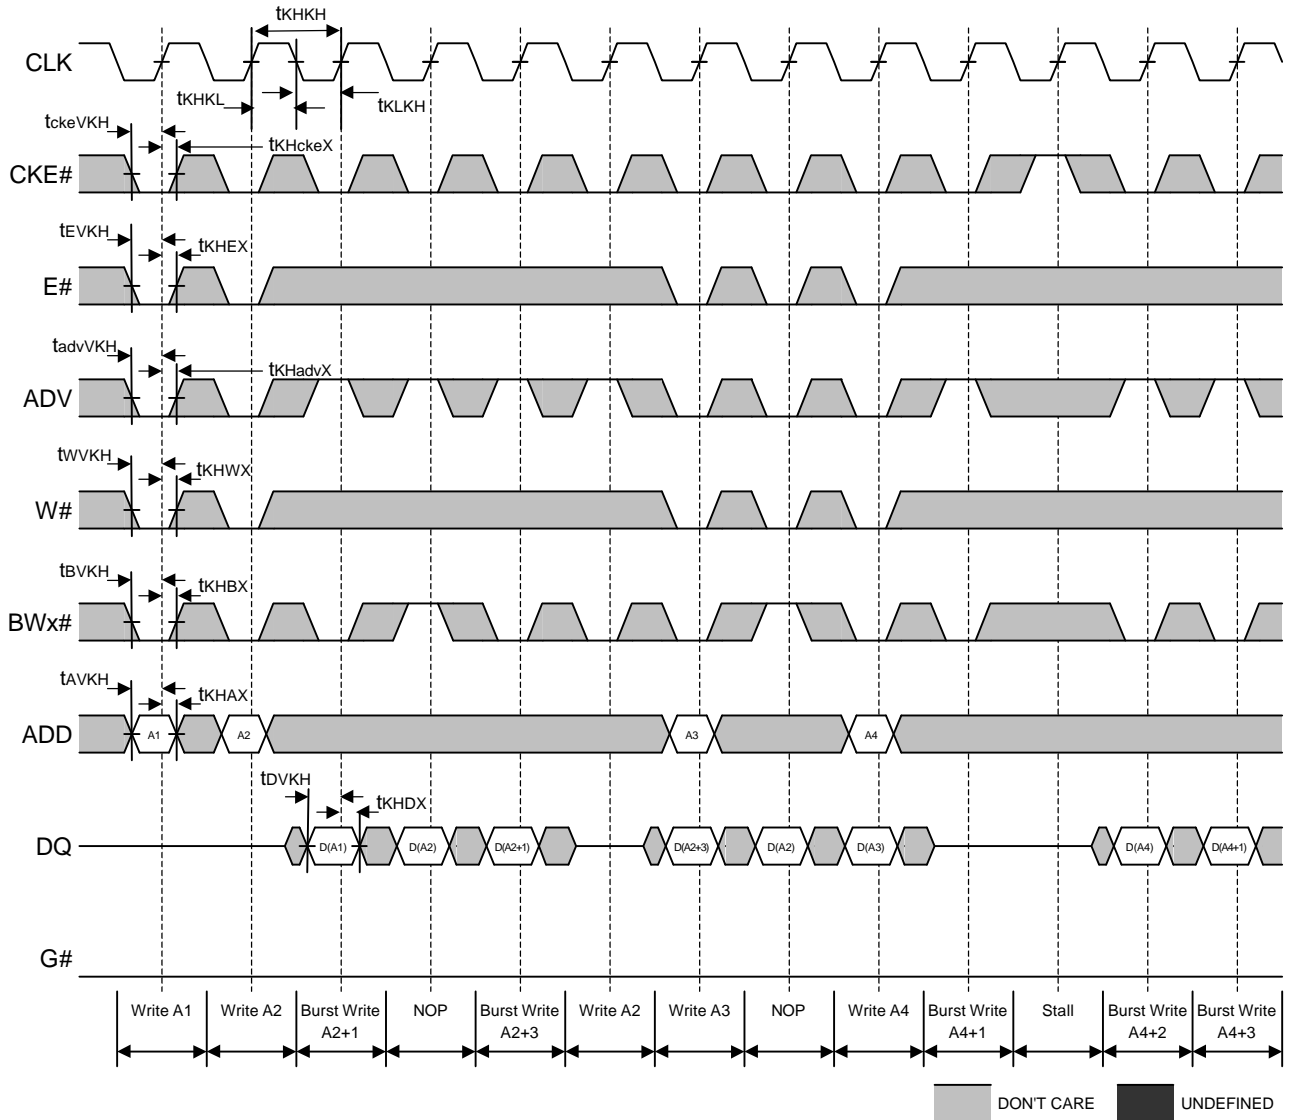 tKHKH
CLK
tKHKL
tKLKH
tckeVKH
tKHckeX
CKE#
tEVKH
tKHEX
E#
tadvVKH
tKHadvX
ADV
tWVKH
tKHWX
W#
tBVKH
tKHBX
BWx#
tAVKH
tKHAX
ADD
A1
A2
A3
A4
tDVKH
tKHDX
DQ
D(A1)
D(A2)
D(A2+1)
D(A2+3)
D(A2)
D(A3)
D(A4)
D(A4+1)
G#
Write A1
Write A2
Burst Write
A2+1
NOP
Burst Write
A2+3
Write A2
Write A3
NOP
Write A4
Burst Write
A4+1
Stall
Burst Write
A4+2
Burst Write
A4+3
DON'T CARE
UNDEFINED